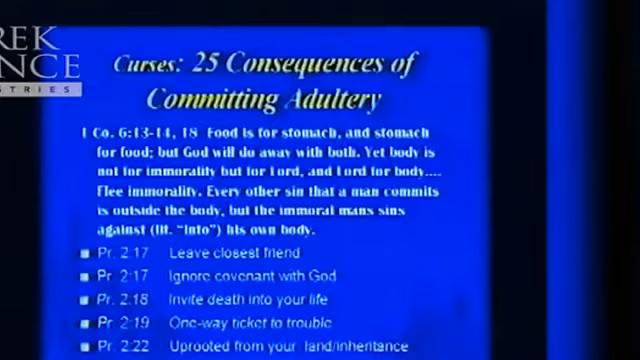 REK
NCE
STRIES
Curses: 25 Consequences of
Committing Adultery
1 Co. 6:13-14, 18 Food is for stomach, and stomach
for food; but God will do away with both. Yet body is
not for immorality but for Lord, and Lord for body....
Flee immorality. Every other sin that a man commits
is outside the body, but the immoral mans sins
against (lit. "into") his own body.
Pr. 2:17 Leave closest friend
Pr. 2:17 Ignore covenant with God
Pr. 2:18 Invite death into your life
Pr. 2:19 One-way ticket to trouble
Pr. 2:22 Uprooted from your land/inheritance